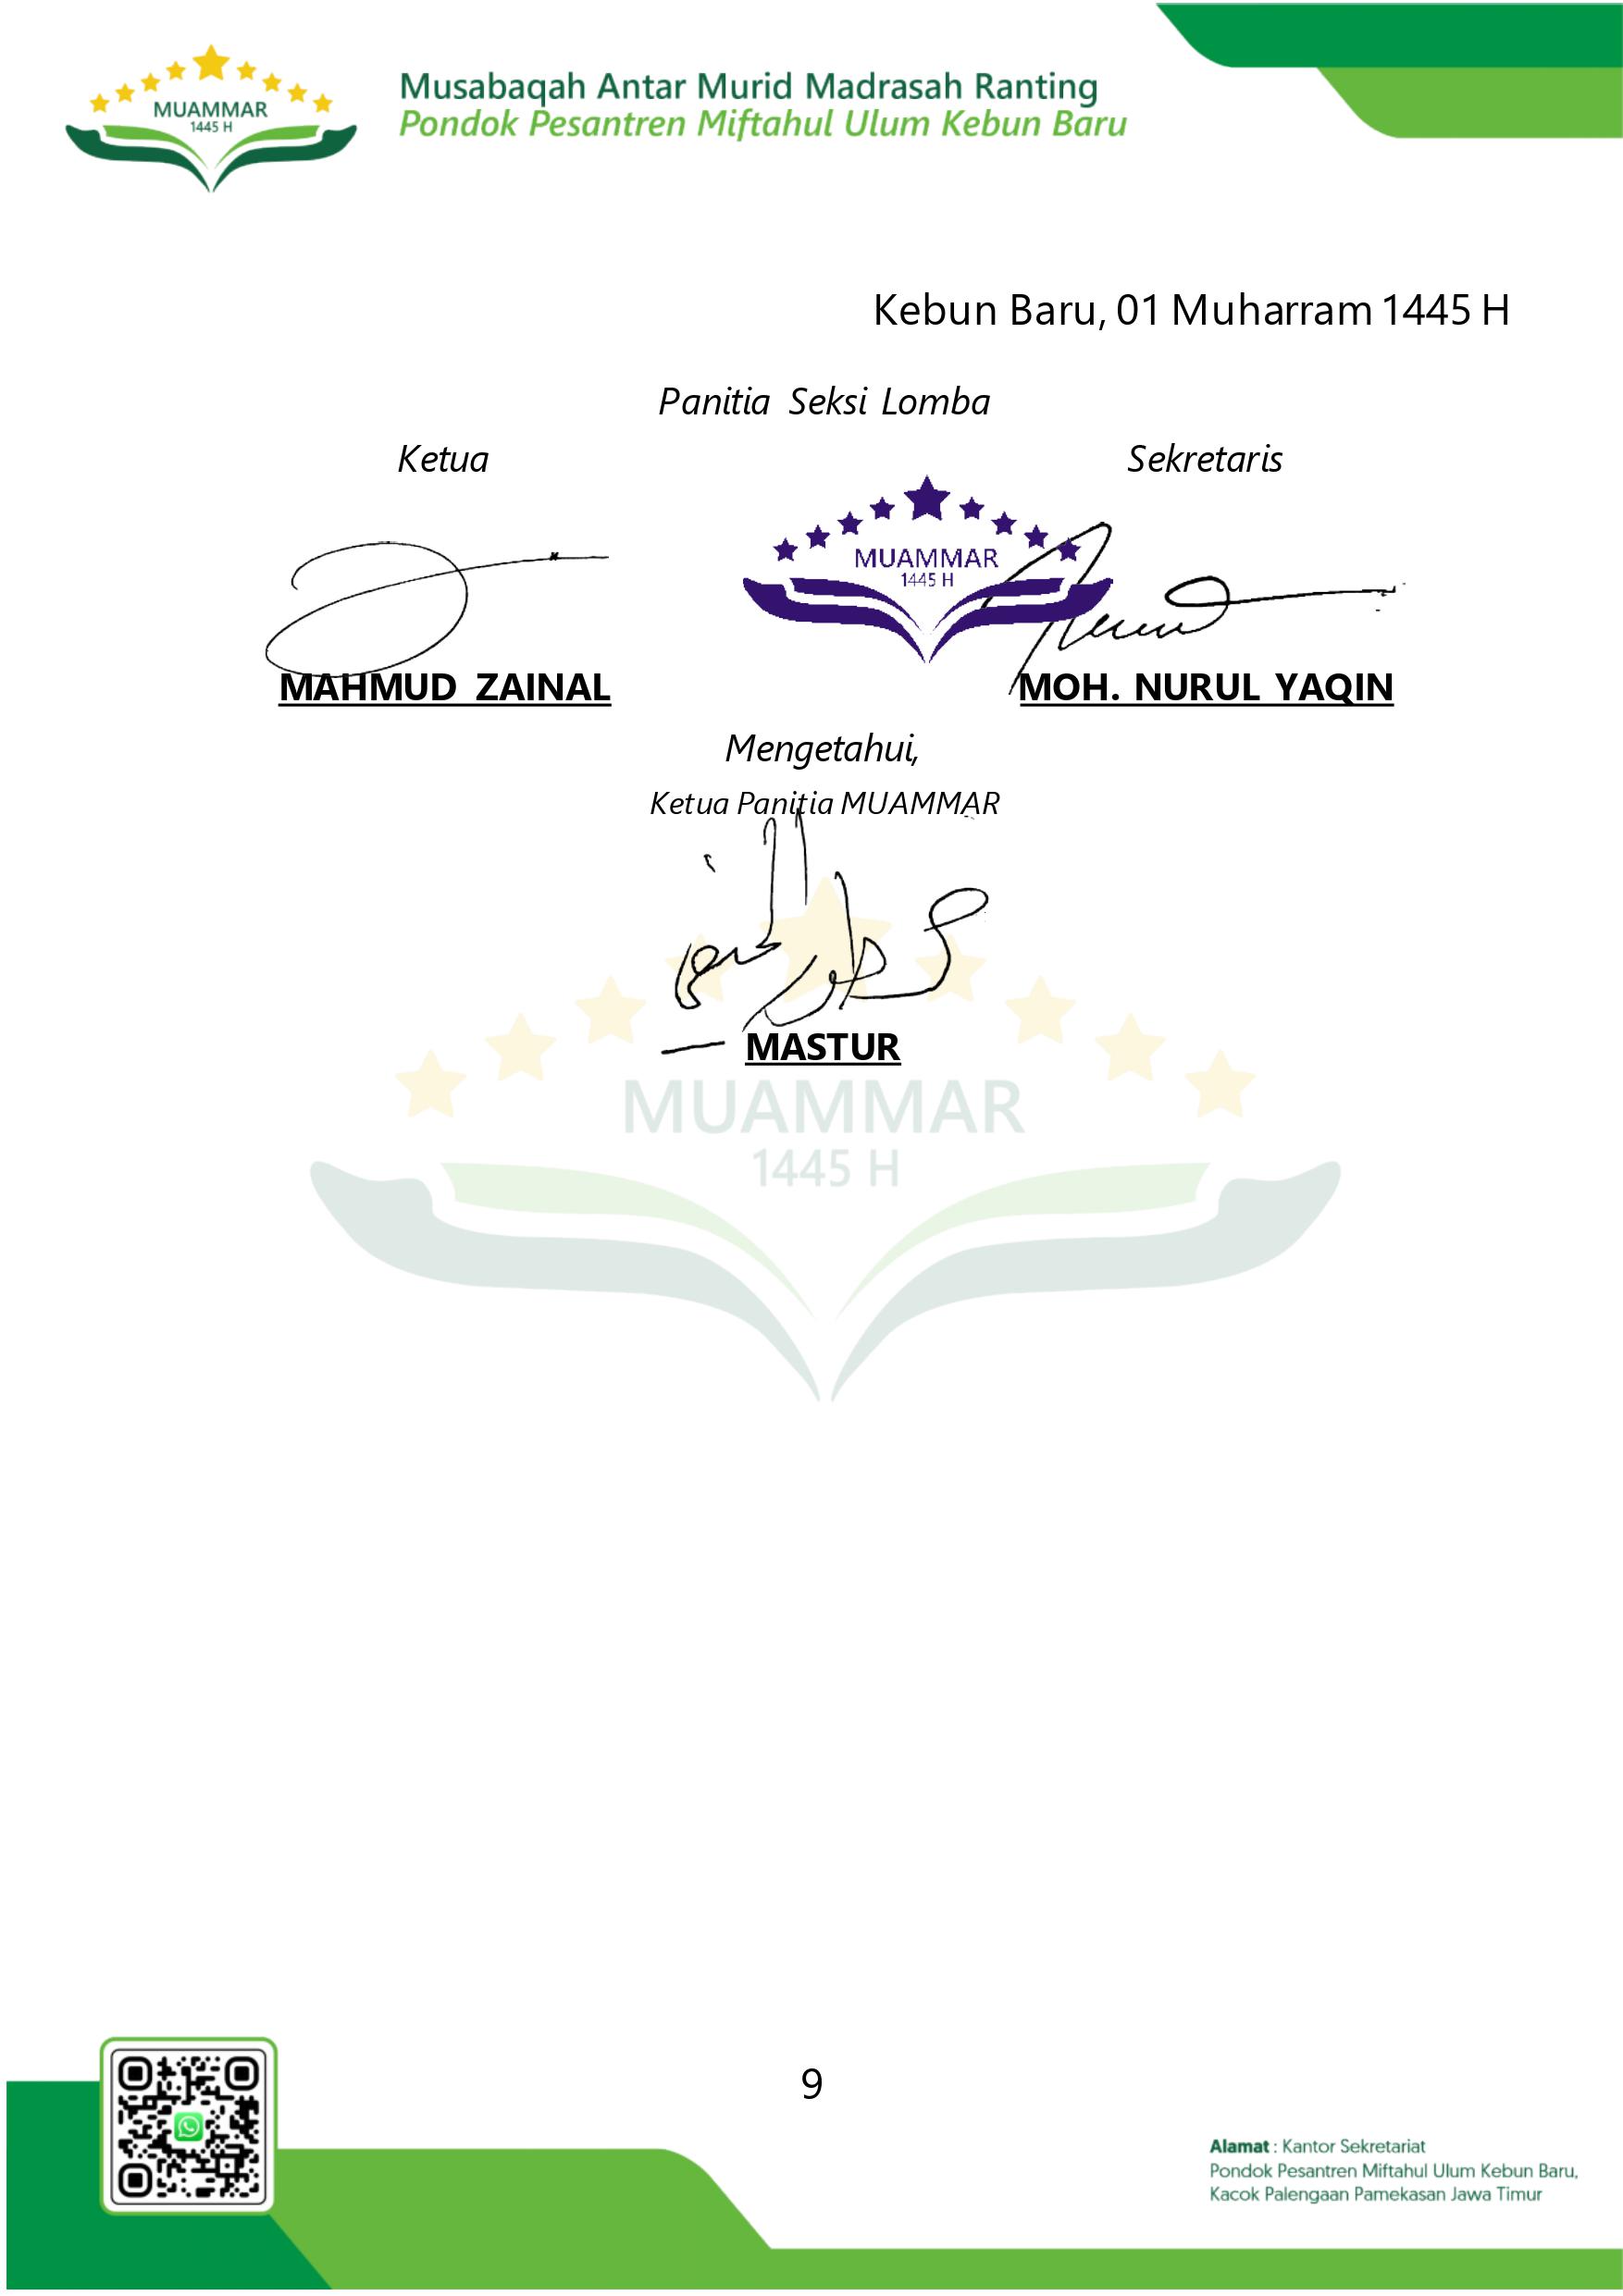 MUAMMAR
1445 H
Musabaqah Antar Murid Madrasah Ranting
Pondok Pesantren Miftahul Ulum Kebun Baru
Kebun Baru, 01 Muharram 1445 H
Panitia Seksi Lomba
Ketua
Sekretaris
MUAMMAR
1445 H
MAHMUD ZAINAL
MOH. NURUL YAQIN
Mengetahui,
Ketua Panitia MUAMMAR
MASTUR
MUAMMAR
1445 H
9
Alamat : Kantor Sekretariat
Pondok Pesantren Miftahul Ulum Kebun Baru,
Kacok Palengaan Pamekasan Jawa Timur